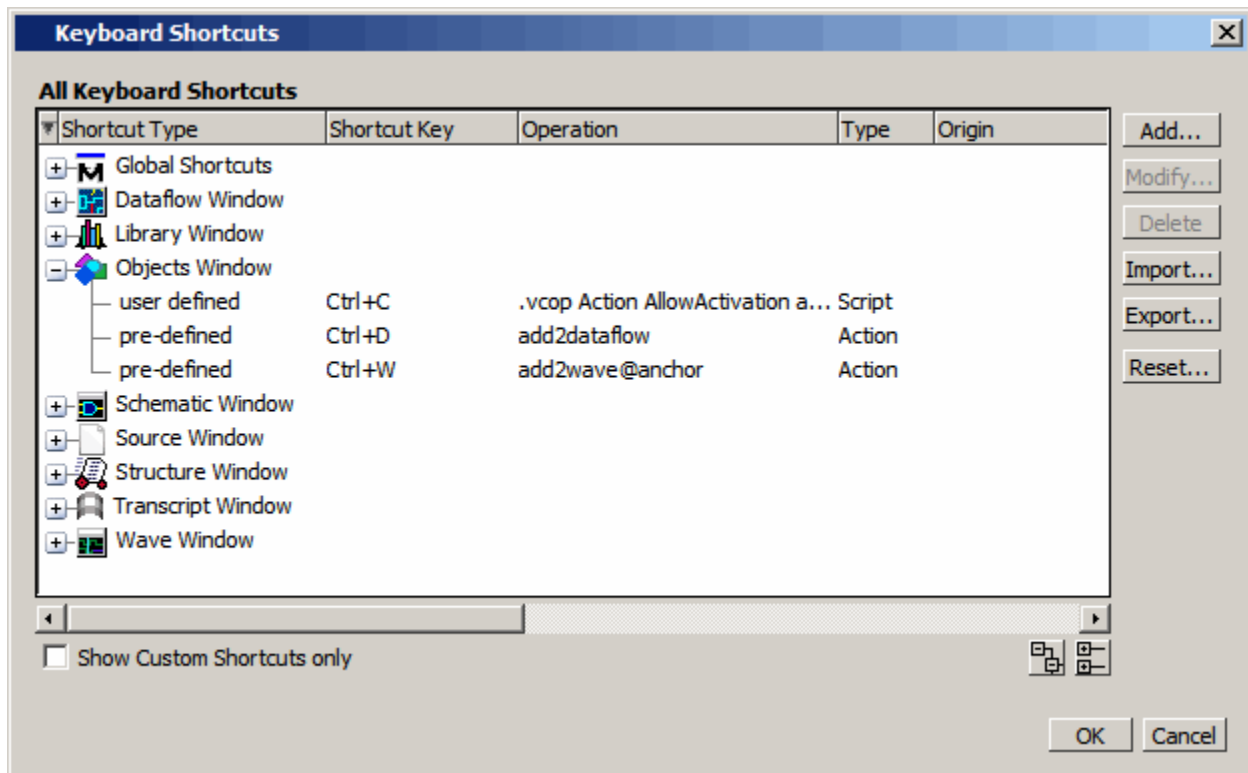 Keyboard Shortcuts
All Keyboard Shortcuts
Shortcut Type Shortcut Key Operation Type Origin
Add...
Global Shortcuts
Modify...
Dataflow Window
Delete
Library Window
Objects Window
Import...
user defined Ctrl+C .vcop Action AllowActivation a... Script
Export...
pre-defined Ctrl+D add2dataflow Action
pre-defined Ctrl+W add2wave@anchor Action
Reset...
Schematic Window
Source Window
Structure Window
Transcript Window
Wave Window
Show Custom Shortcuts only
OK Cancel